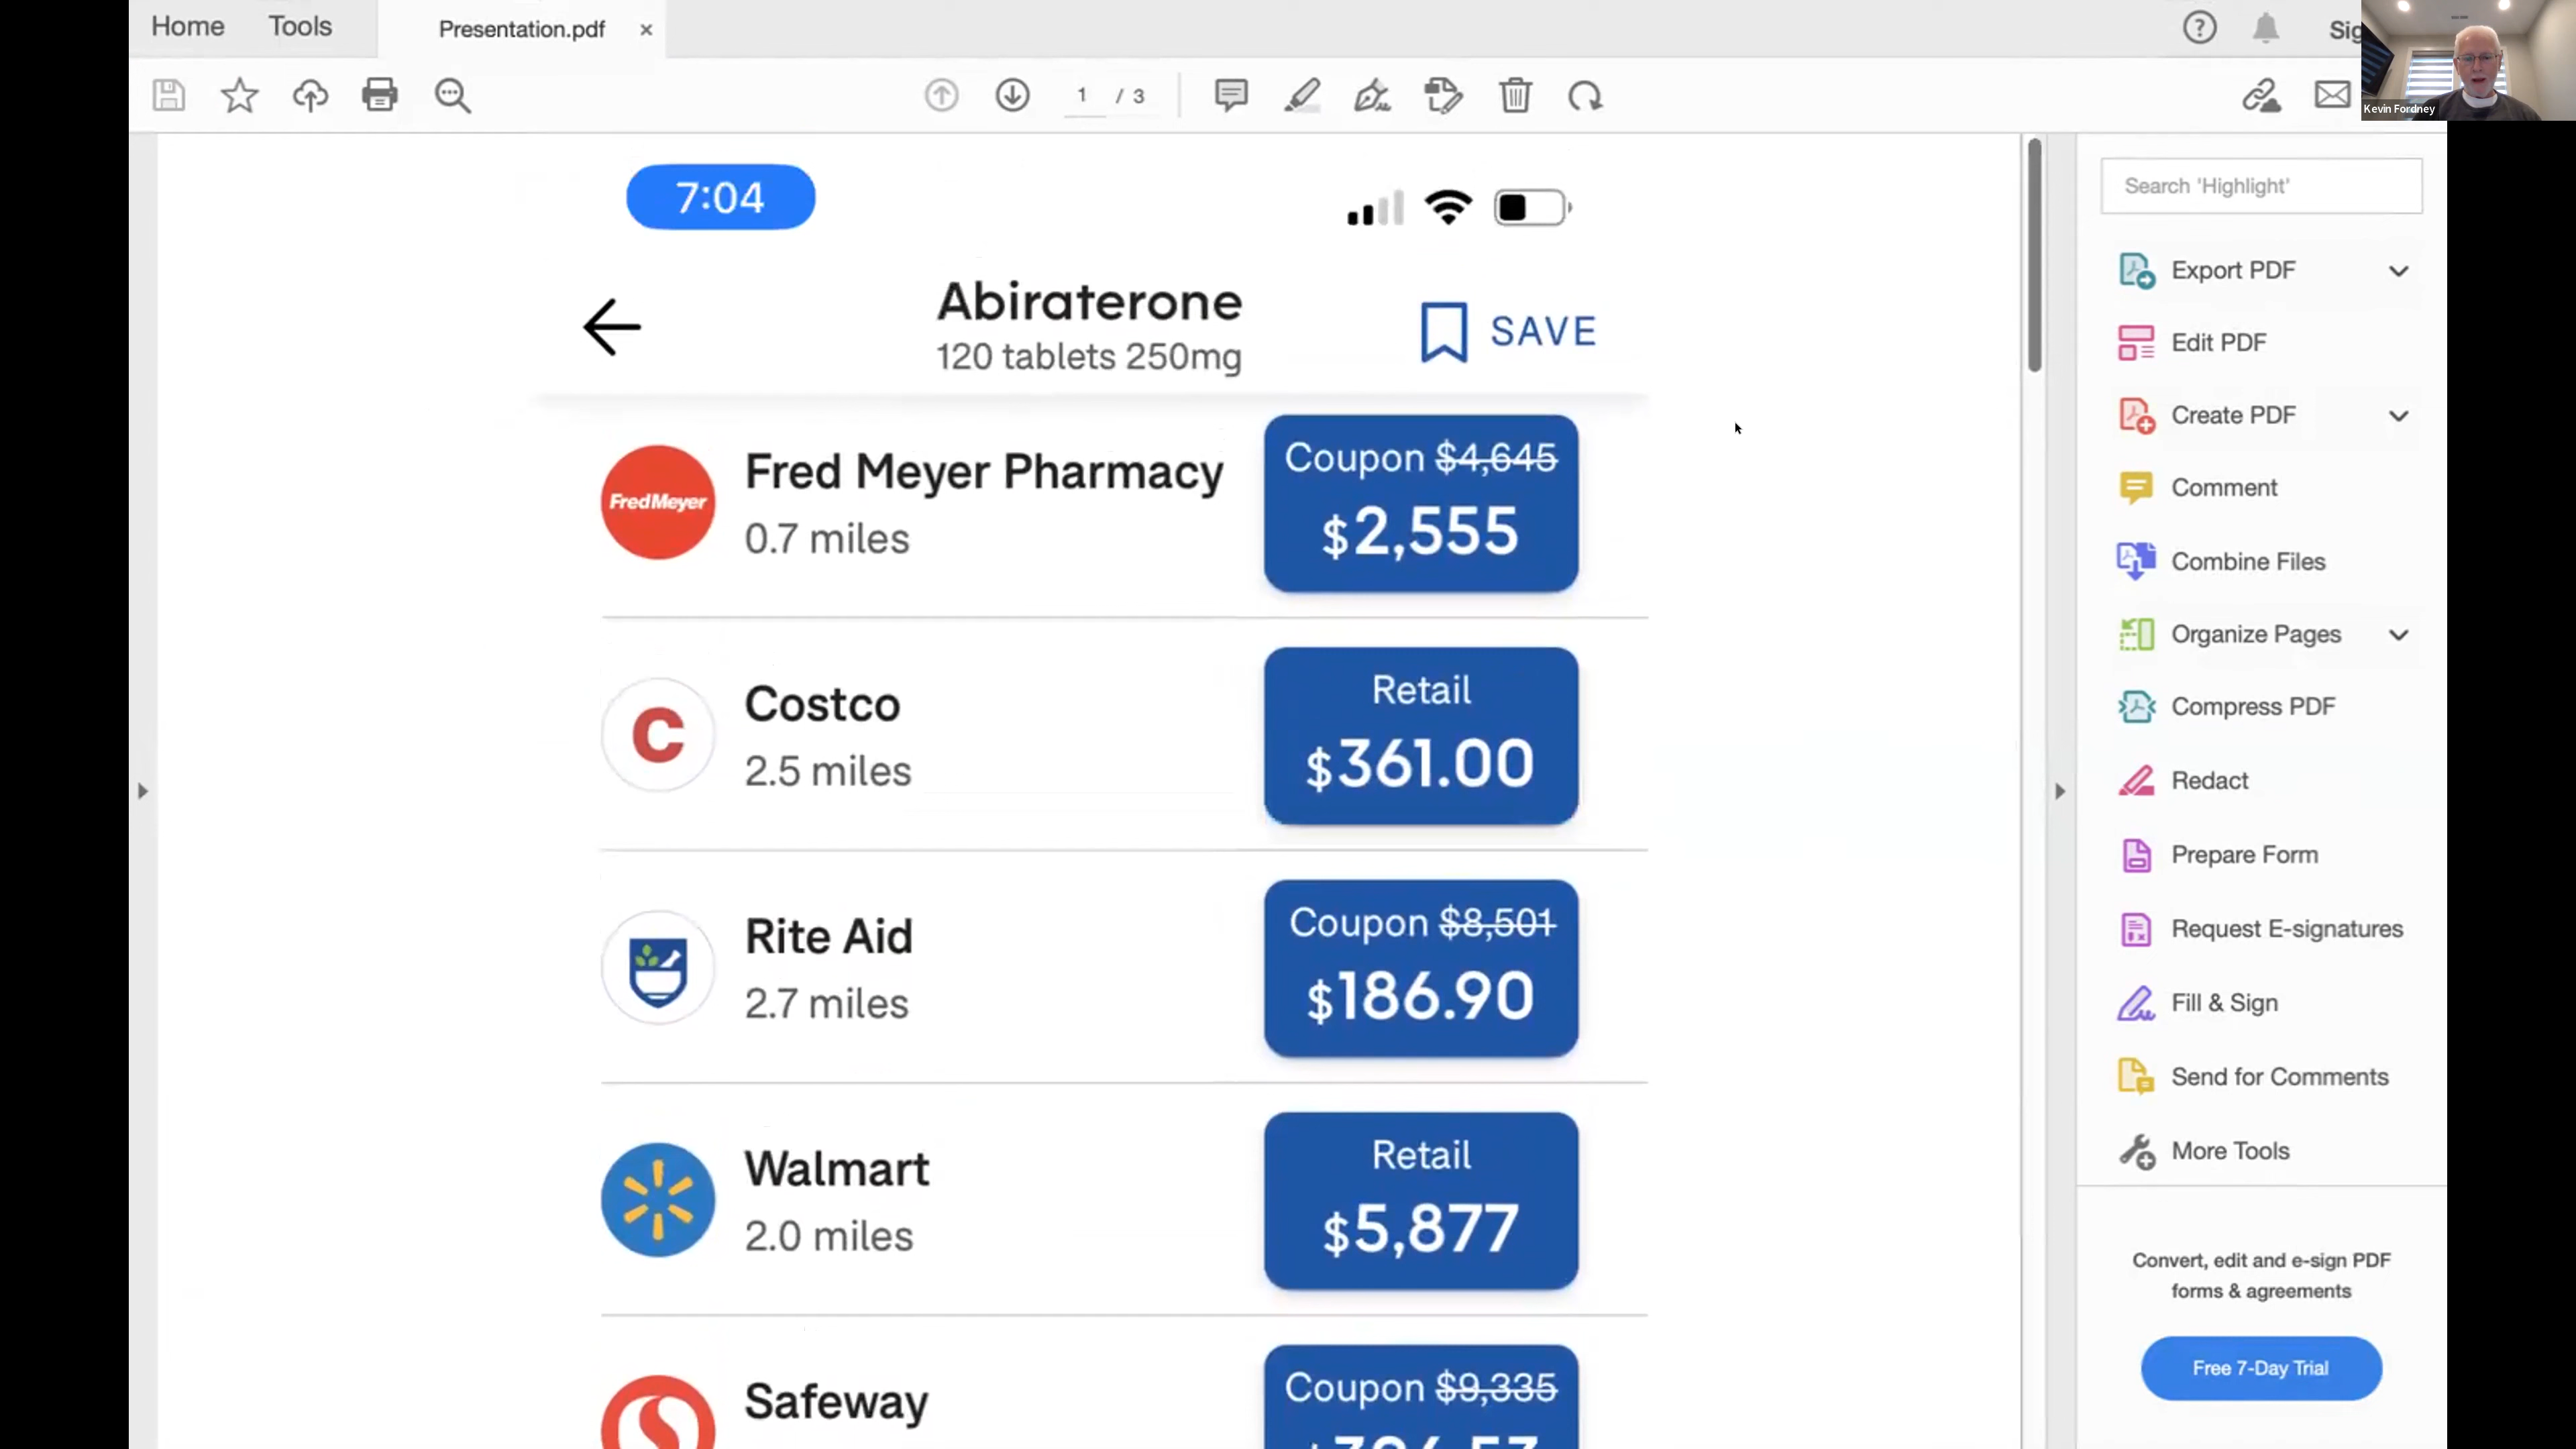 Home Tools Presentation.pdf
1 / 3
Kevin Fordney
7:04
Abiraterone
120 tablets 250mg
SAVE
FredMeyer
Fred Meyer Pharmacy
0.7 miles
Coupon $4,645
$2,555
C
Costco
2.5 miles
Retail
$361.00
Rite Aid
2.7 miles
Coupon $8,501
$186.90
Walmart
2.0 miles
Retail
$5,877
Safeway
Coupon $9,335
Search 'Highlight'
Export PDF
Edit PDF
Create PDF
Comment
Combine Files
Organize Pages
Compress PDF
Redact
Prepare Form
Request E-signatures
Fill & Sign
Send for Comments
More Tools
Convert, edit and e-sign PDF
forms & agreements
Free 7-Day Trial